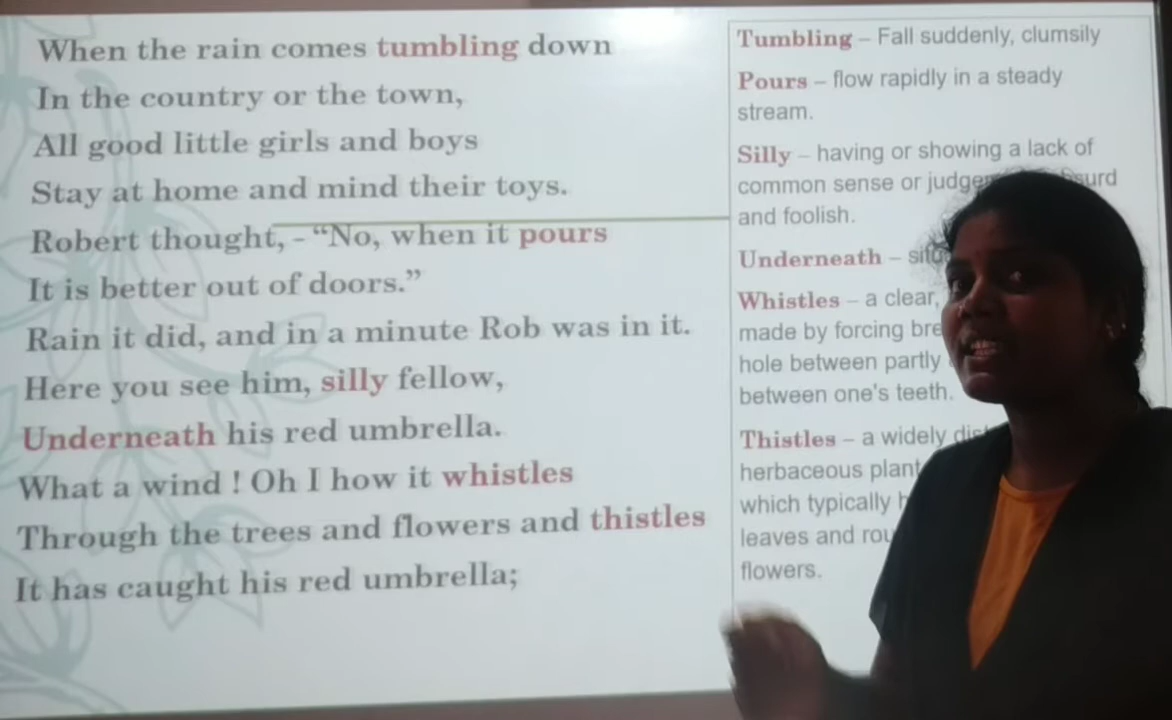 When the rain comes tumbling down
In the country or the town,
All good little girls and boys
Stay at home and mind their toys.
Robert thought, - “No, when it pours
It is better out of doors.”
Rain it did, and in a minute Rob was in it.
Here you see him, silly fellow,
Underneath his red umbrella.
What a wind ! Oh I how it whistles
Through the trees and flowers and thistles
It has caught his red umbrella;
Tumbling – Fall suddenly, clumsily
Pours – flow rapidly in a steady
stream.
Silly – having or showing a lack of
common sense or
and foolish.
Underneath –
Whistles – a clear,
made by forcing
hole between partly
between one's teeth.
Thistles – a widely
herbaceous plant
which typically
leaves and
flowers.